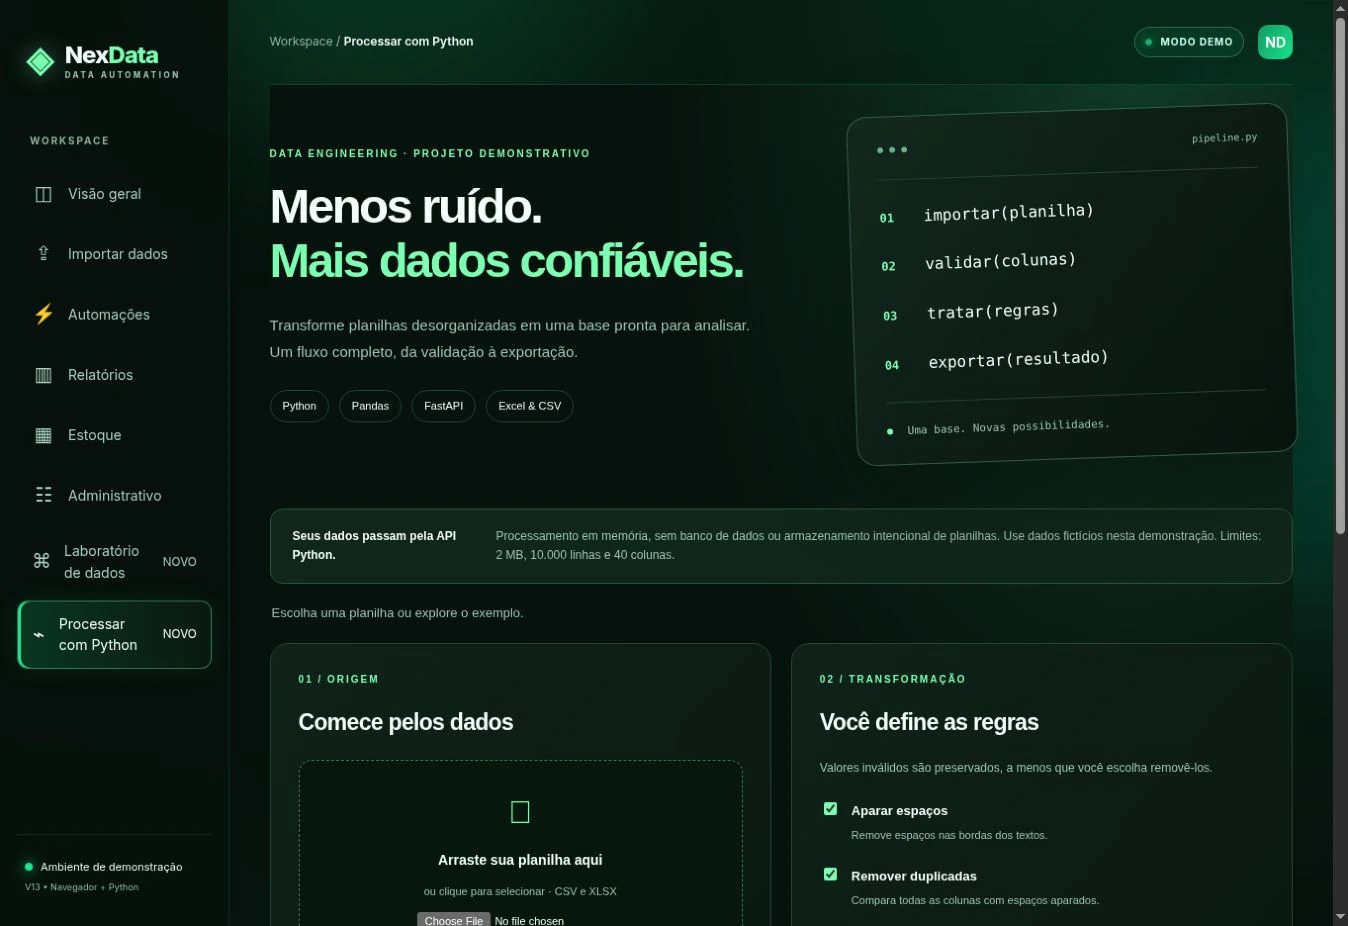 NexData
DATA AUTOMATION
WORKSPACE
Visão geral
Importar dados
Automações
Relatórios
Estoque
Administrativo
Laboratório
de dados
NOVO
Processar
com Python
NOVO
Ambiente de demonstração
V13 • Navegador + Python
Workspace / Processar com Python
MODO DEMO
ND
DATA ENGINEERING · PROJETO DEMONSTRATIVO
Menos ruído.
Mais dados confiáveis.
Transforme planilhas desorganizadas em uma base pronta para analisar.
Um fluxo completo, da validação à exportação.
Python
Pandas
FastAPI
Excel & CSV
pipeline.py
01 importar(planilha)
02 validar(colunas)
03 tratar(regras)
04 exportar(resultado)
Uma base. Novas possibilidades.
Seus dados passam pela API
Python.
Processamento em memória, sem banco de dados ou armazenamento intencional de planilhas. Use dados fictícios nesta demonstração. Limites:
2 MB, 10.000 linhas e 40 colunas.
Escolha uma planilha ou explore o exemplo.
01 / ORIGEM
Comece pelos dados
Arraste sua planilha aqui
ou clique para selecionar · CSV e XLSX
Choose File No file chosen
02 / TRANSFORMAÇÃO
Você define as regras
Valores inválidos são preservados, a menos que você escolha removê-los.
Aparar espaços
Remove espaços nas bordas dos textos.
Remover duplicadas
Compara todas as colunas com espaços aparados.